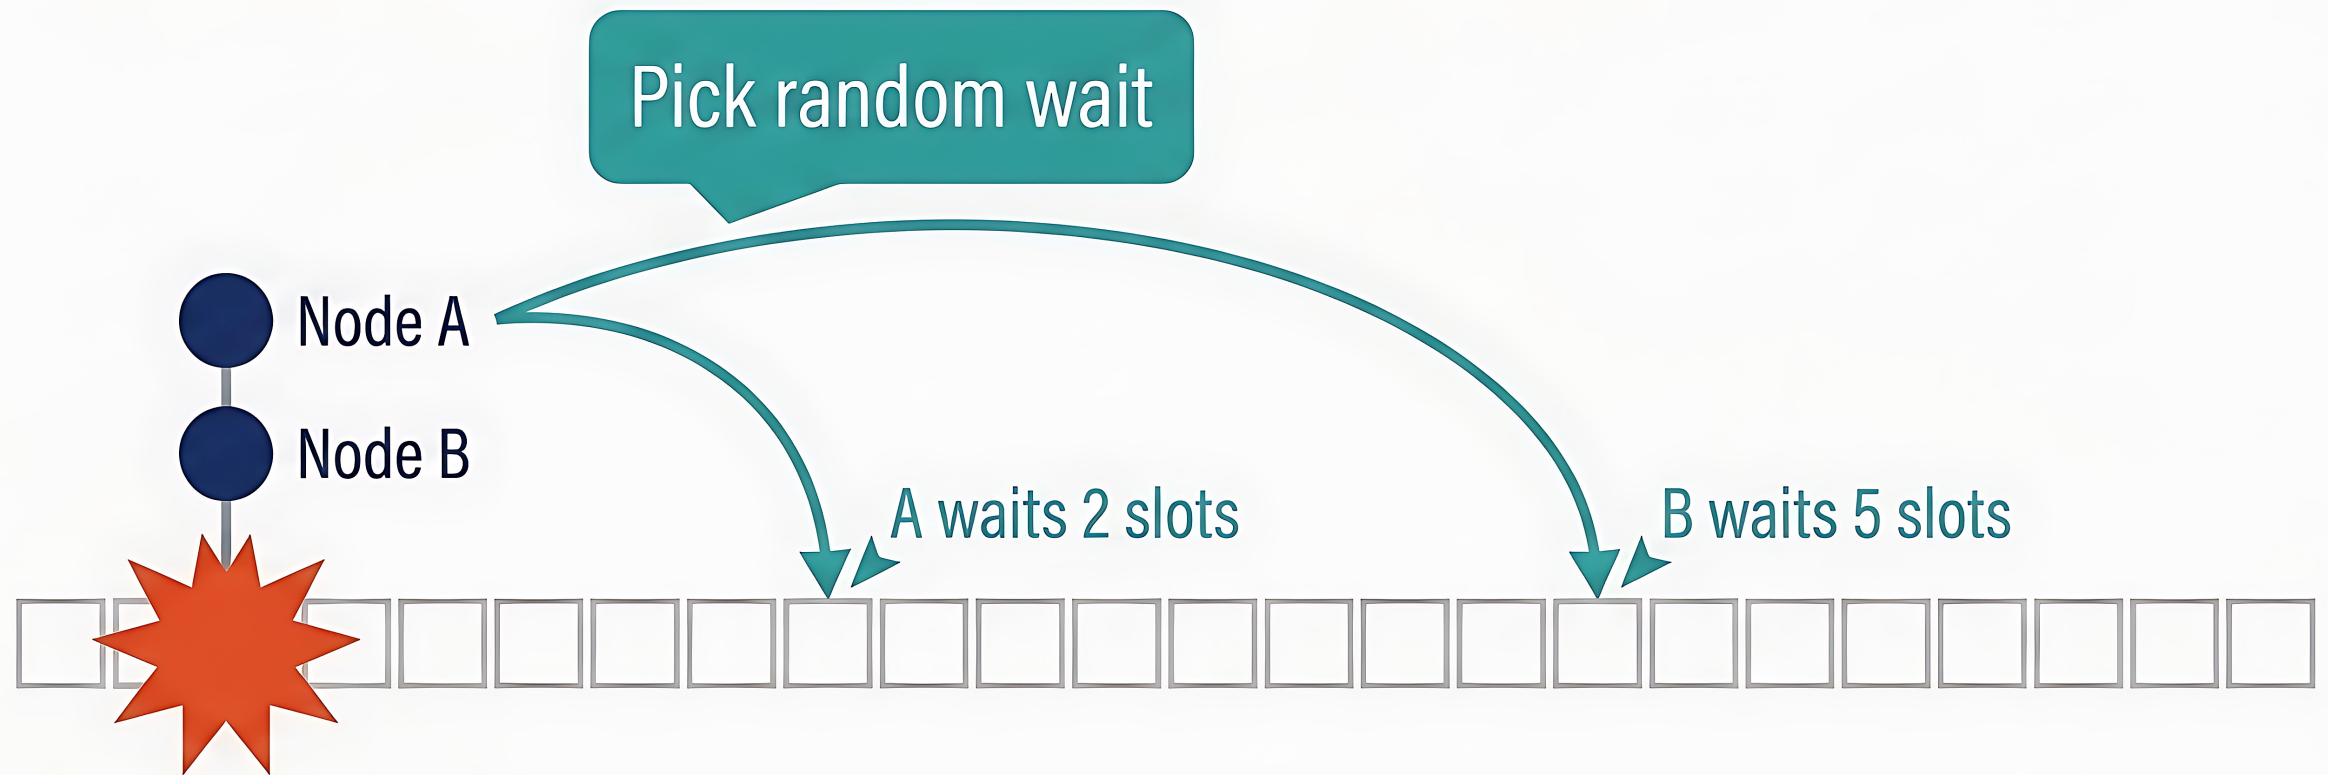 Pick random wait
Node A
Node B
A waits 2 slots
B waits 5 slots